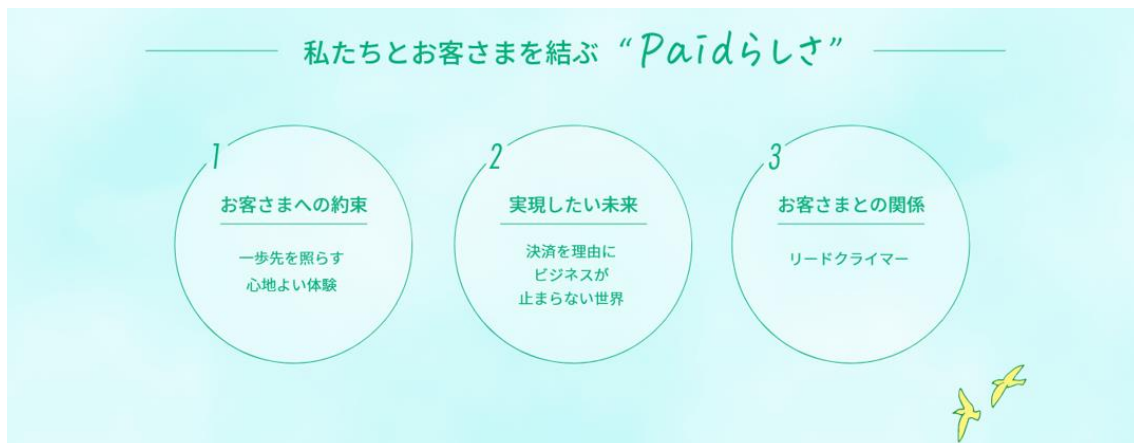 私たちとお客さまを結ぶ “Paidらしさ”
1
お客さまへの約束
一歩先を照らす
心地よい体験
2
実現したい未来
決済を理由に
ビジネスが
止まらない世界
3
お客さまとの関係
リードクライマー